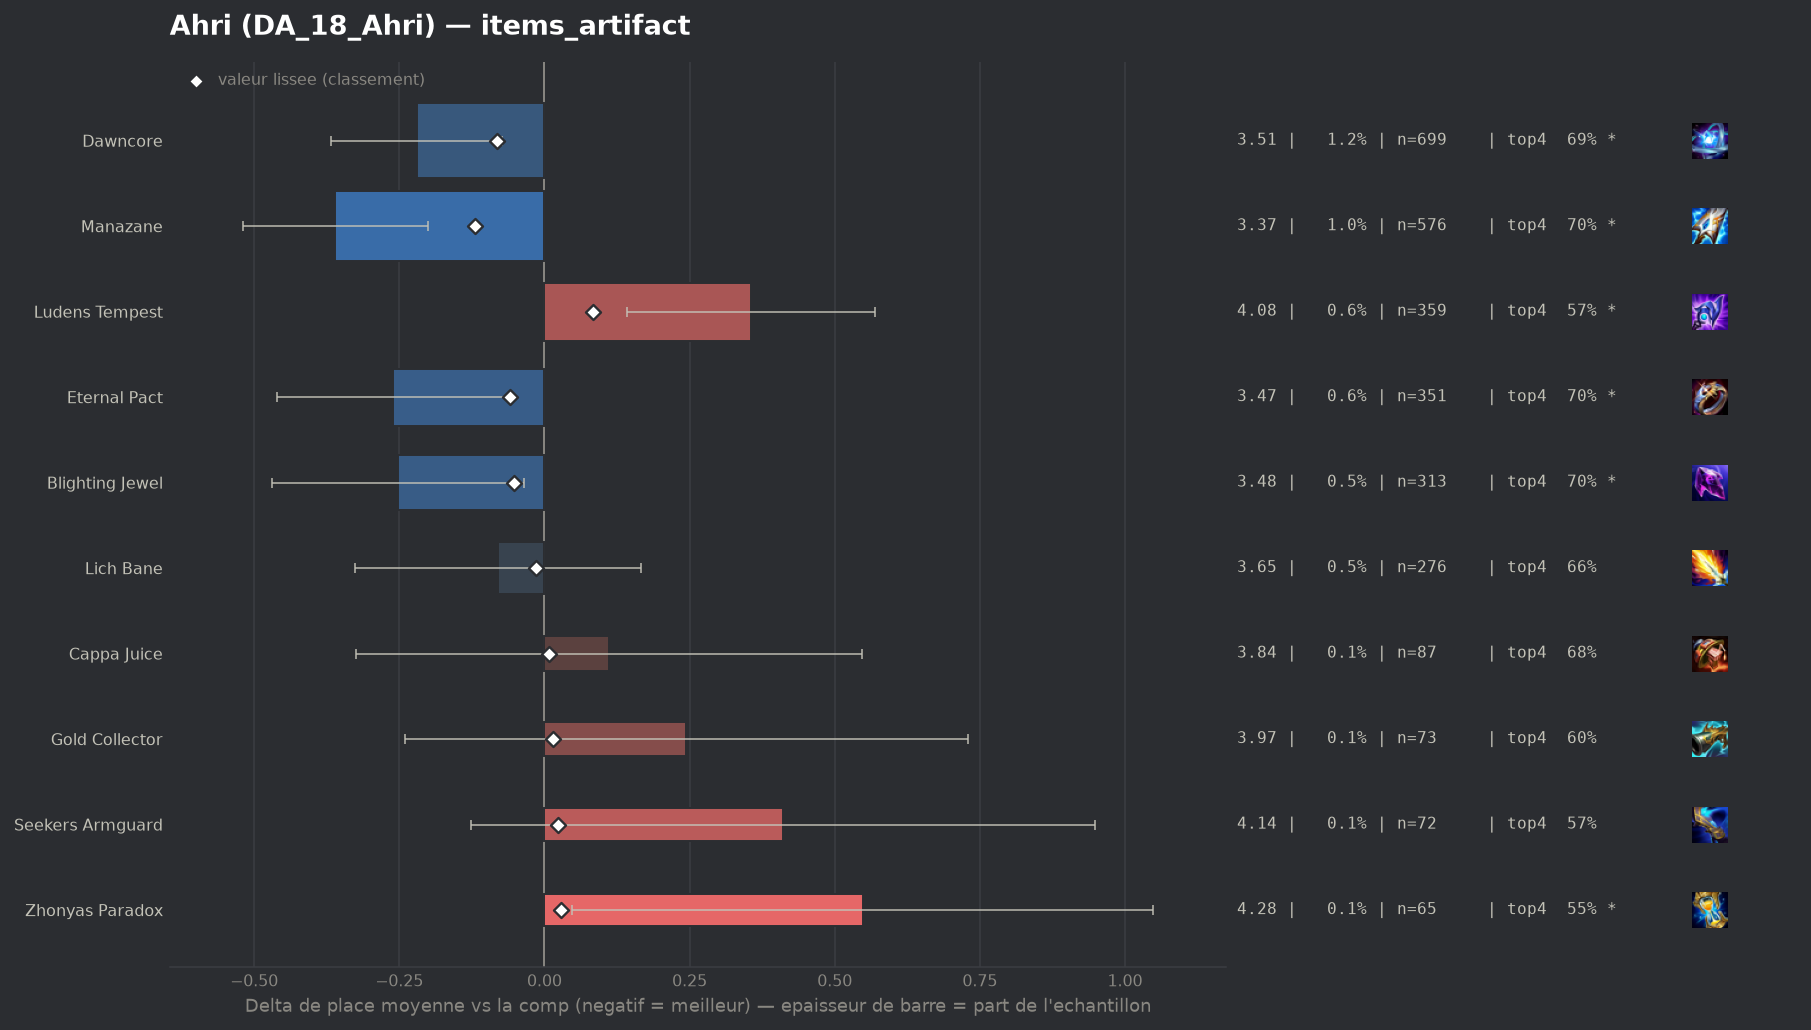 Ahri (DA_18_Ahri) — items_artifact
valeur lissee (classement)
Dawncore 3.51 | 1.2% | n=699 | top4 69% *
Manazane 3.37 | 1.0% | n=576 | top4 70% *
Ludens Tempest 4.08 | 0.6% | n=359 | top4 57% *
Eternal Pact 3.47 | 0.6% | n=351 | top4 70% *
Blighting Jewel 3.48 | 0.5% | n=313 | top4 70% *
Lich Bane 3.65 | 0.5% | n=276 | top4 66%
Cappa Juice 3.84 | 0.1% | n=87 | top4 68%
Gold Collector 3.97 | 0.1% | n=73 | top4 60%
Seekers Armguard 4.14 | 0.1% | n=72 | top4 57%
Zhonyas Paradox 4.28 | 0.1% | n=65 | top4 55% *
−0.50 −0.25 0.00 0.25 0.50 0.75 1.00
Delta de place moyenne vs la comp (negatif = meilleur) — epaisseur de barre = part de l'echantillon